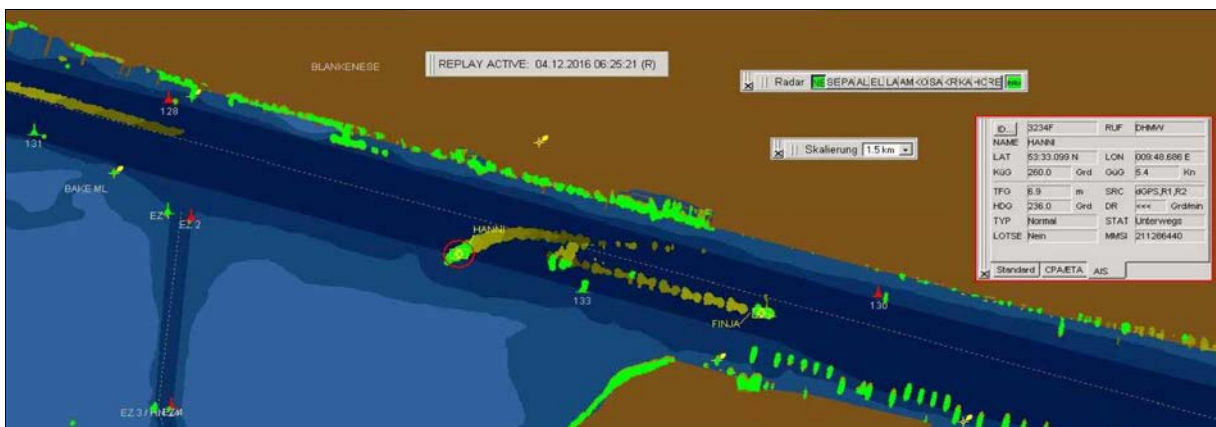 BLANKENESE
REPLAY ACTIVE: 04.12.2016 06:25:21 (R)
Radar
Skalierung 1.5 km
ID... 3234F RUF DHMW
NAME HANNI
LAT 53:33.099 N LON 009:48.686 E
KüG 260.0 Grd GüG 5.4 Kn
TFG 6.9 m SRC dGPS,R1,R2
HDG 236.0 Grd DR <<< Grd/min
TYP Normal STAT Unterwegs
LOTSE Nein MMSI 211286440
Standard CPA/ETA AIS
128
131
BAKE ML
EZ
EZ 2
HANNI
133
130
FINJA
EZ 3 /